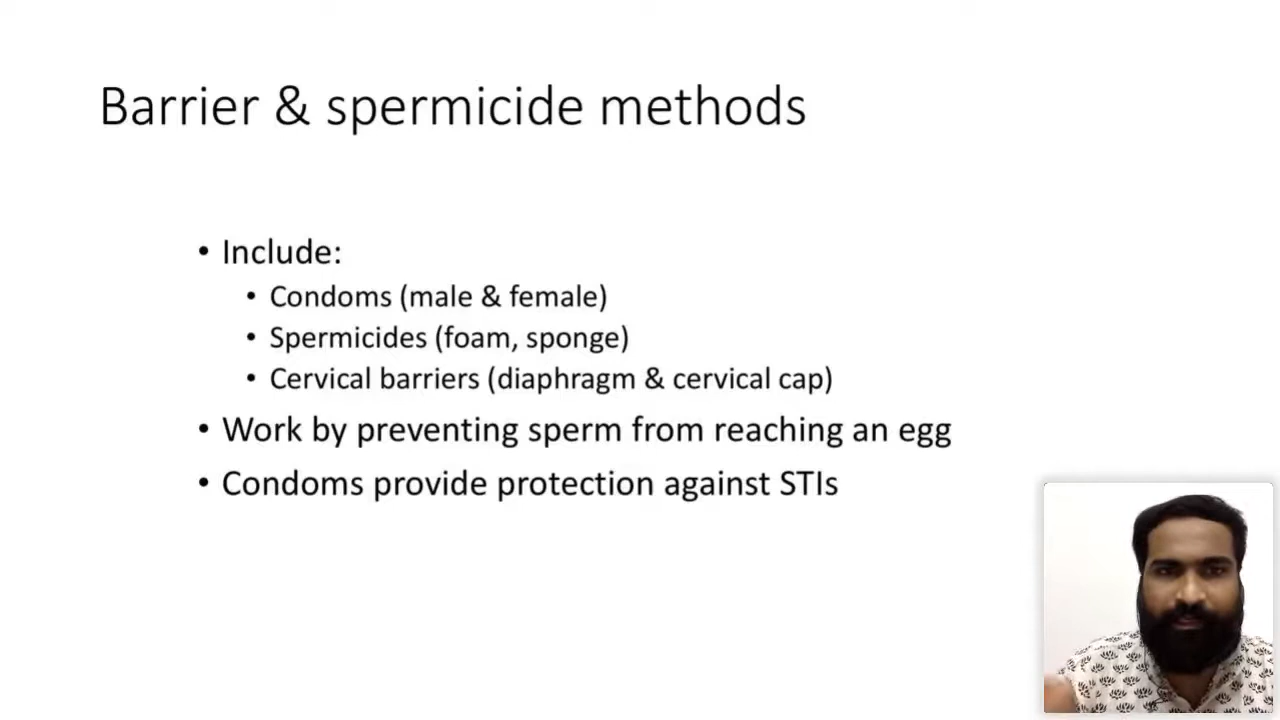 Barrier & spermicide methods
• Include:
• Condoms (male & female)
• Spermicides (foam, sponge)
• Cervical barriers (diaphragm & cervical cap)
• Work by preventing sperm from reaching an egg
• Condoms provide protection against STIs